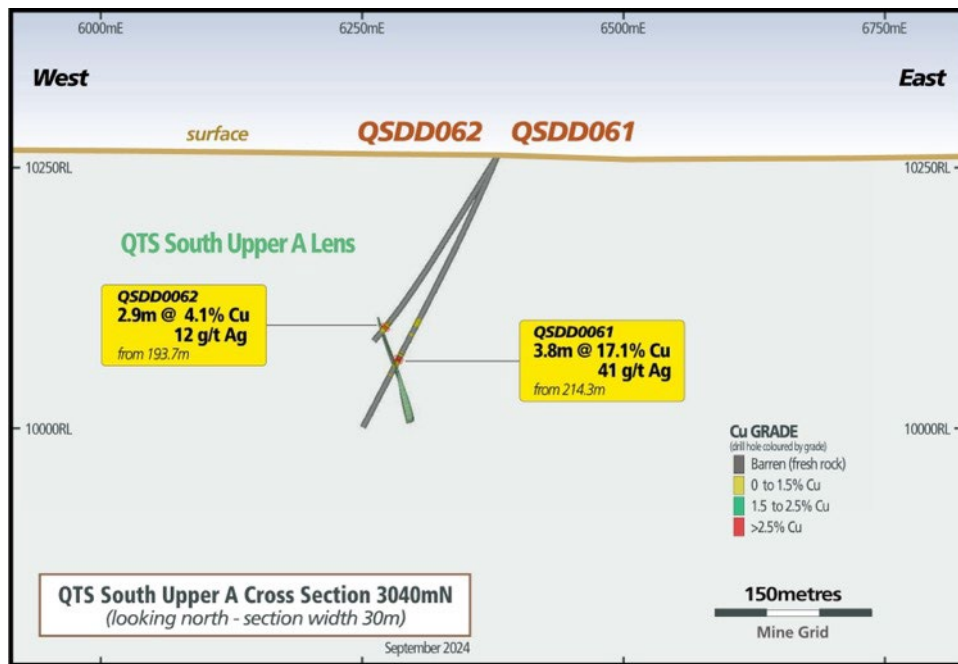 6000mE 6250mE 6500mE 6750mE
West East
surface QSDD062 QSDD061
10250RL 10250RL
QTS South Upper A Lens
QSDD0062
2.9m @ 4.1% Cu
12 g/t Ag
from 193.7m
QSDD0061
3.8m @ 17.1% Cu
41 g/t Ag
from 214.3m
10000RL 10000RL
Cu GRADE
(drill hole coloured by grade)
Barren (fresh rock)
0 to 1.5% Cu
1.5 to 2.5% Cu
>2.5% Cu
QTS South Upper A Cross Section 3040mN
(looking north - section width 30m)
September 2024
150metres
Mine Grid